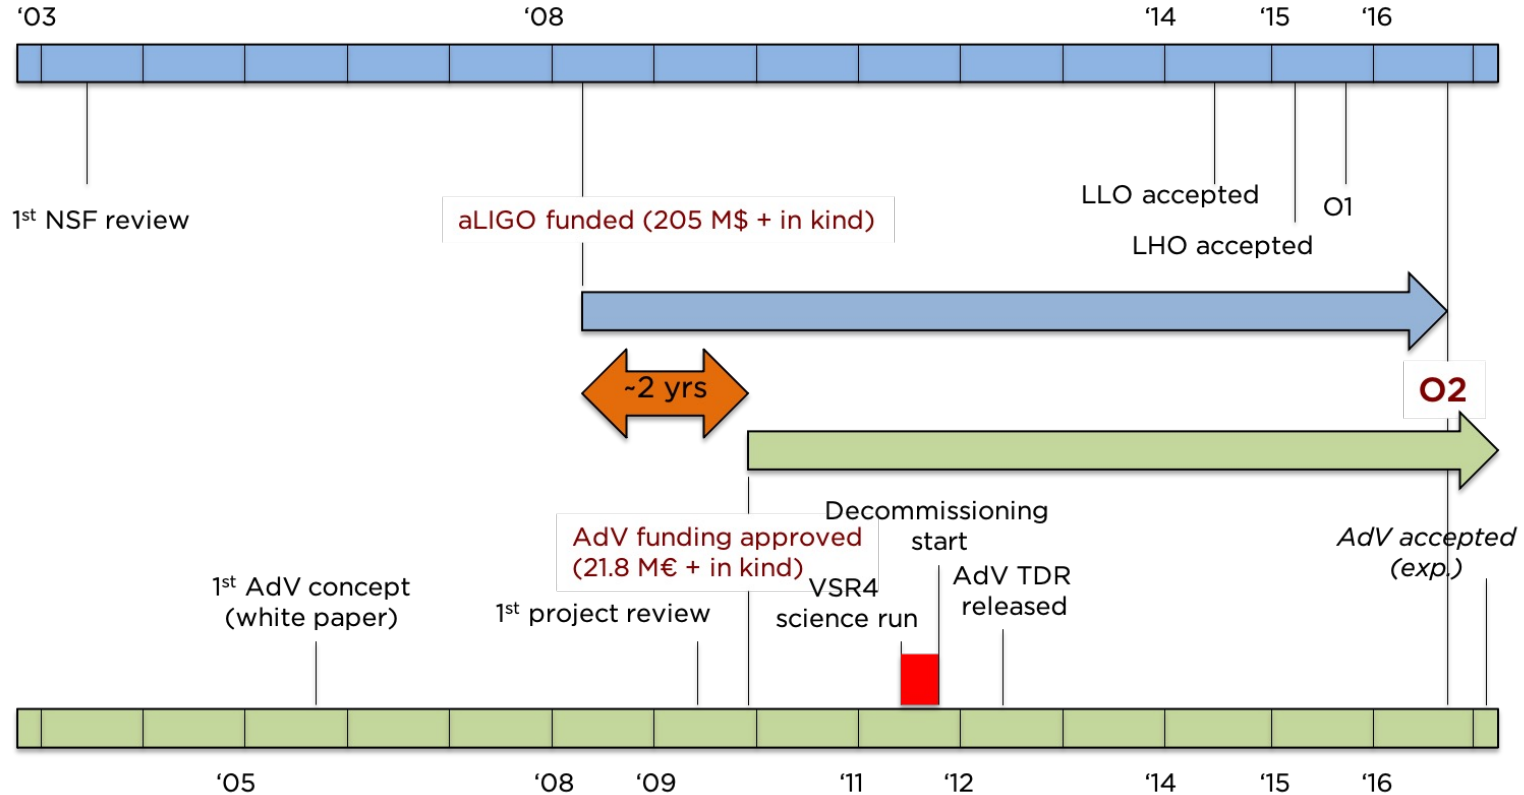 ‘03 ‘08 ‘14 ‘15 ‘16
1st NSF review
aLIGO funded (205 M$ + in kind)
LLO accepted
O1
LHO accepted
~2 yrs
O2
AdV funding approved
(21.8 M€ + in kind)
Decommissioning
start
AdV accepted
(exp.)
1st AdV concept
(white paper)
1st project review
VSR4
science run
AdV TDR
released
‘05 ‘08 ‘09 ‘11 ‘12 ‘14 ‘15 ‘16